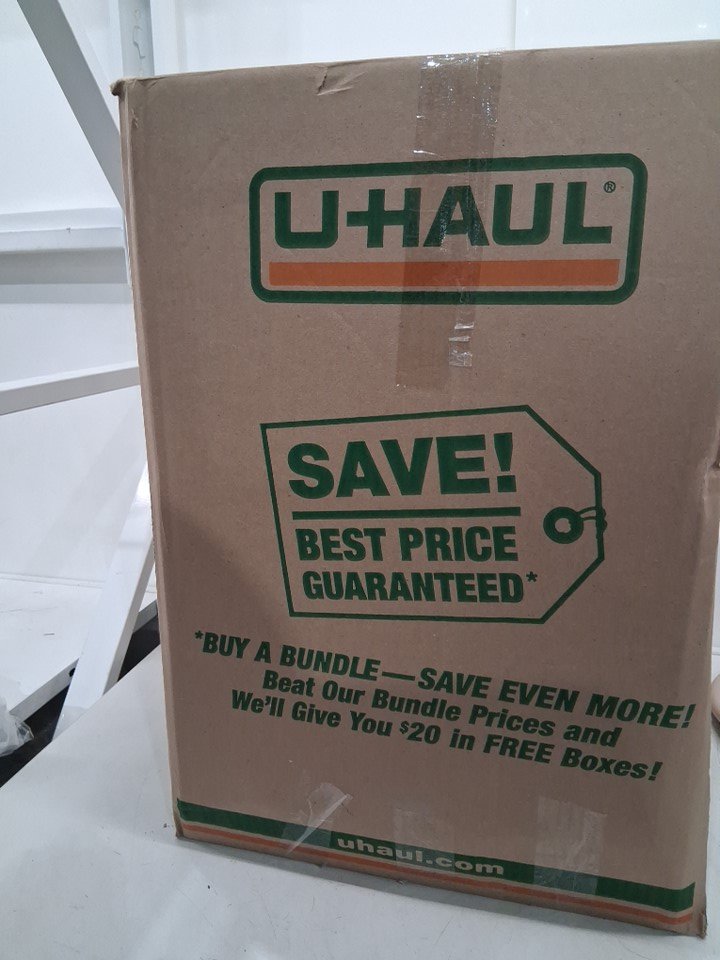 U-HAUL®
SAVE!
BEST PRICE
GUARANTEED*
*BUY A BUNDLE—SAVE EVEN MORE!
Beat Our Bundle Prices and
We'll Give You $20 in FREE Boxes!
uhaul.com